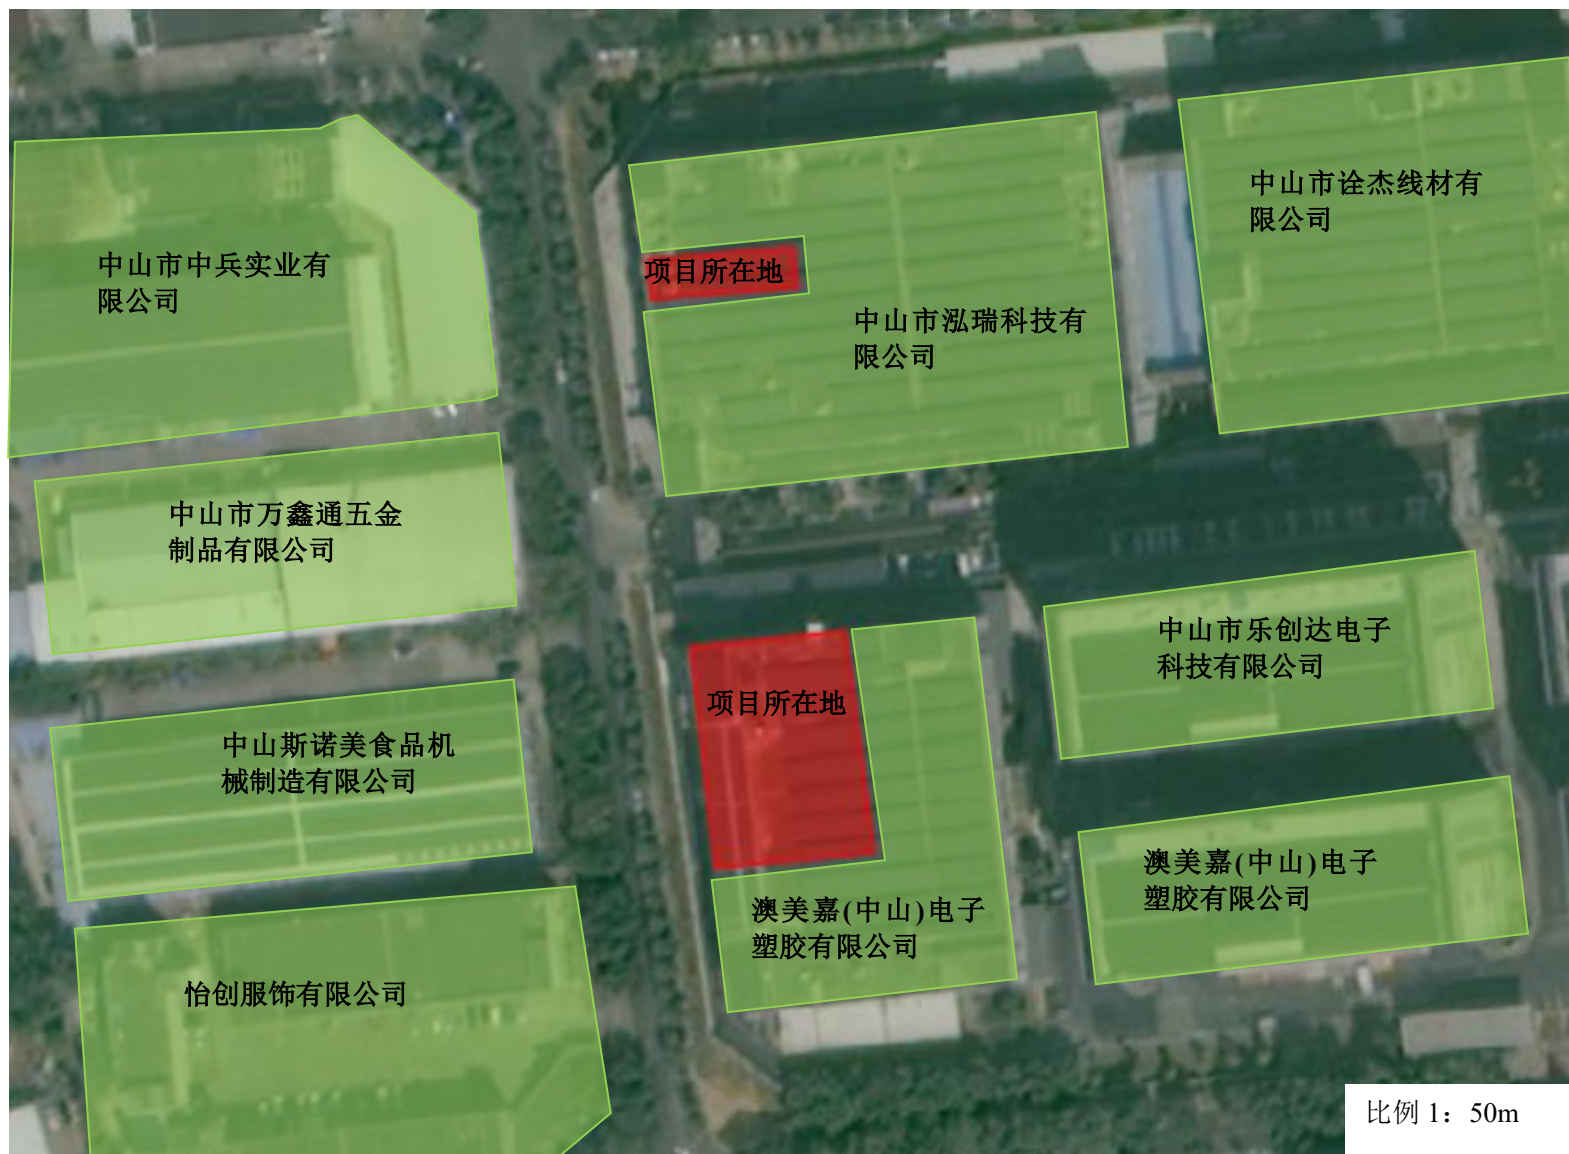 中山市诠杰线材有
限公司
中山市中兵实业有
限公司
项目所在地
中山市泓瑞科技有
限公司
中山市万鑫通五金
制品有限公司
中山市乐创达电子
科技有限公司
项目所在地
中山斯诺美食品机
械制造有限公司
澳美嘉(中山)电子
塑胶有限公司
澳美嘉(中山)电子
塑胶有限公司
怡创服饰有限公司
比例 1：50m